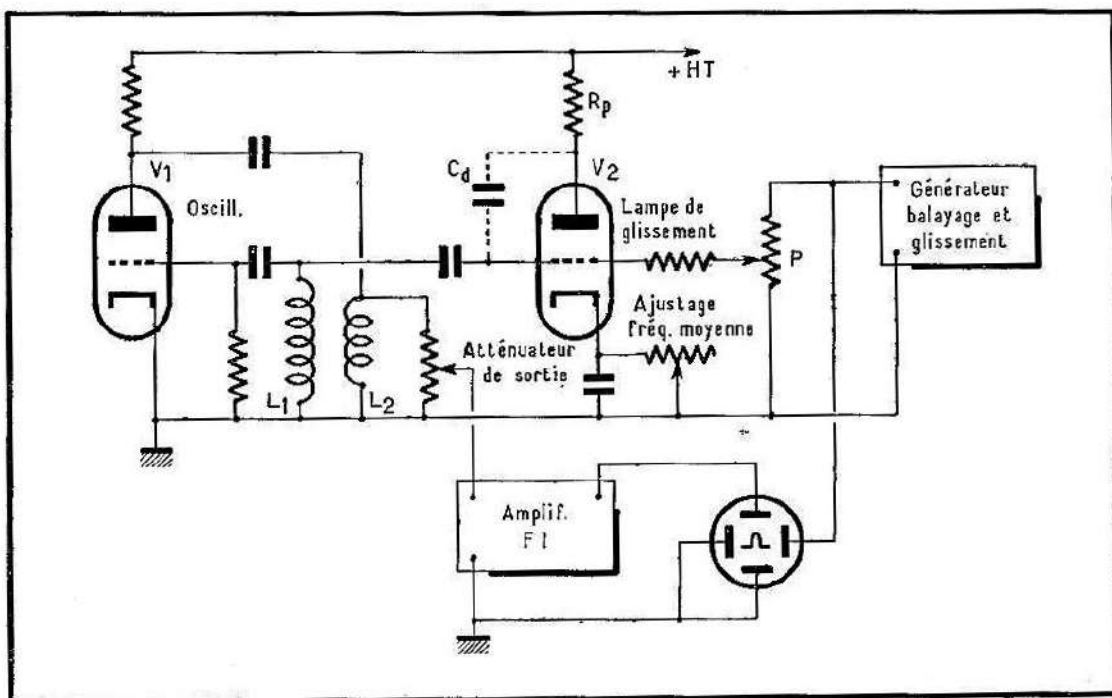 + HT
Rp
V1
Cd
V2
Oscill.
Lampe de
glissement
P
Générateur
balayage et
glissement
Ajustage
fréq. moyenne
Atténuateur
de sortie
L1
L2
Amplif.
F I